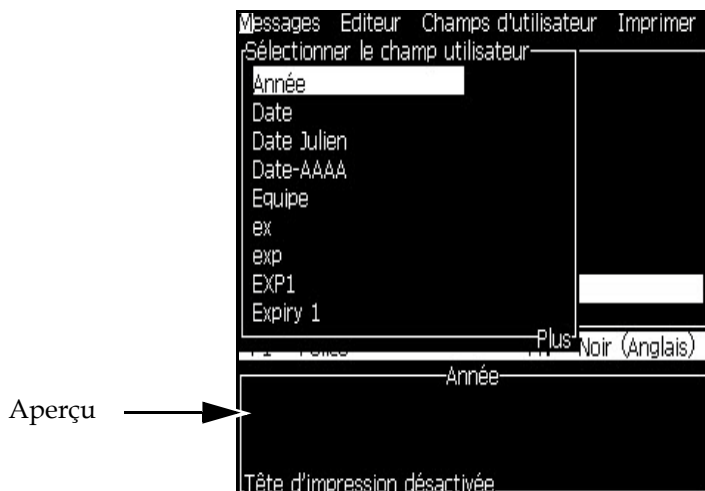 Messages Editeur Champs d'utilisateur Imprimer
Sélectionner le champ utilisateur
Année
Date
Date Julien
Date-AAAA
Equipe
ex
exp
EXP1
Expiry 1
Plus
Noir (Anglais)
Année
Aperçu
Tête d'impression désactivée